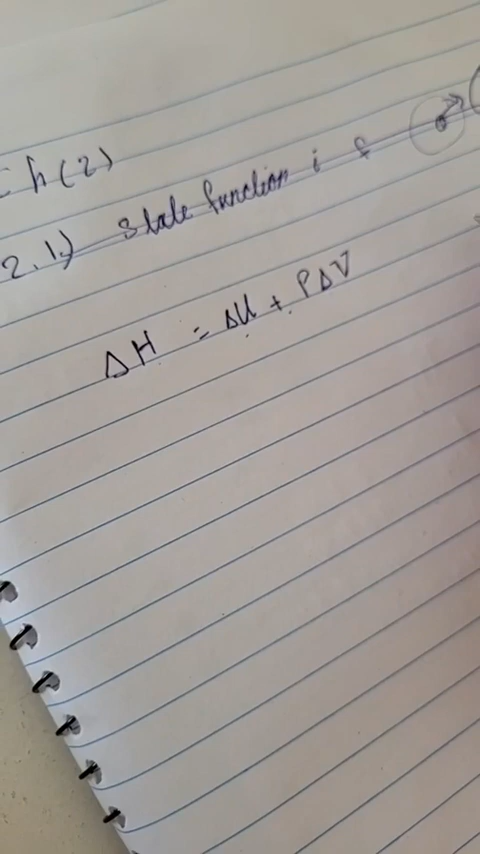 h(2)
2.1.) State function i f
ΔH = ΔU + PΔV